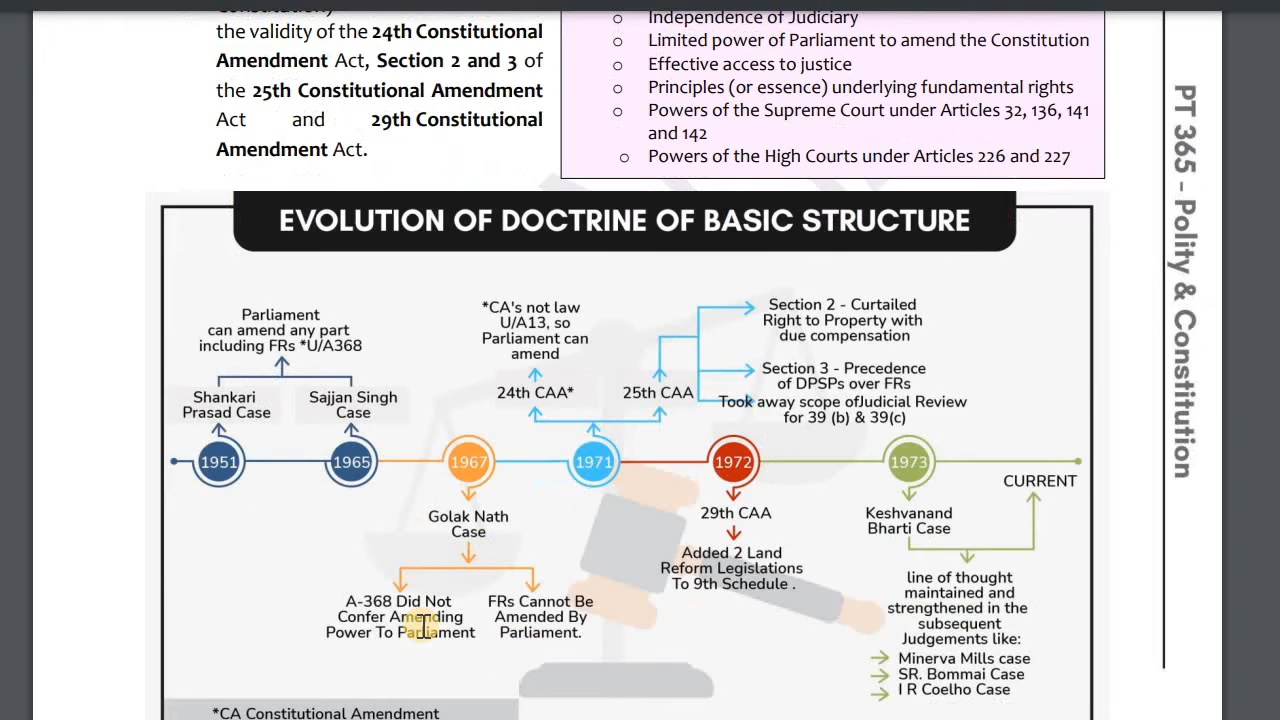 the validity of the 24th Constitutional
Amendment Act, Section 2 and 3 of
the 25th Constitutional Amendment
Act and 29th Constitutional
Amendment Act.
o Independence of Judiciary
o Limited power of Parliament to amend the Constitution
o Effective access to justice
o Principles (or essence) underlying fundamental rights
o Powers of the Supreme Court under Articles 32, 136, 141
and 142
o Powers of the High Courts under Articles 226 and 227
PT 365 - Polity & Constitution
EVOLUTION OF DOCTRINE OF BASIC STRUCTURE
Parliament
can amend any part
including FRs *U/A368
Shankari
Prasad Case
Sajjan Singh
Case
*CA's not law
U/A13, so
Parliament can
amend
24th CAA*
25th CAA
Section 2 - Curtailed
Right to Property with
due compensation
Section 3 - Precedence
of DPSPs over FRs
Took away scope ofJudicial Review
for 39 (b) & 39(c)
1951
1965
1967
1971
1972
1973
CURRENT
Golak Nath
Case
A-368 Did Not
Confer Amending
Power To Parliament
FRs Cannot Be
Amended By
Parliament.
29th CAA
Added 2 Land
Reform Legislations
To 9th Schedule .
Keshvanand
Bharti Case
line of thought
maintained and
strengthened in the
subsequent
Judgements like:
Minerva Mills case
SR. Bommai Case
I R Coelho Case
*CA Constitutional Amendment